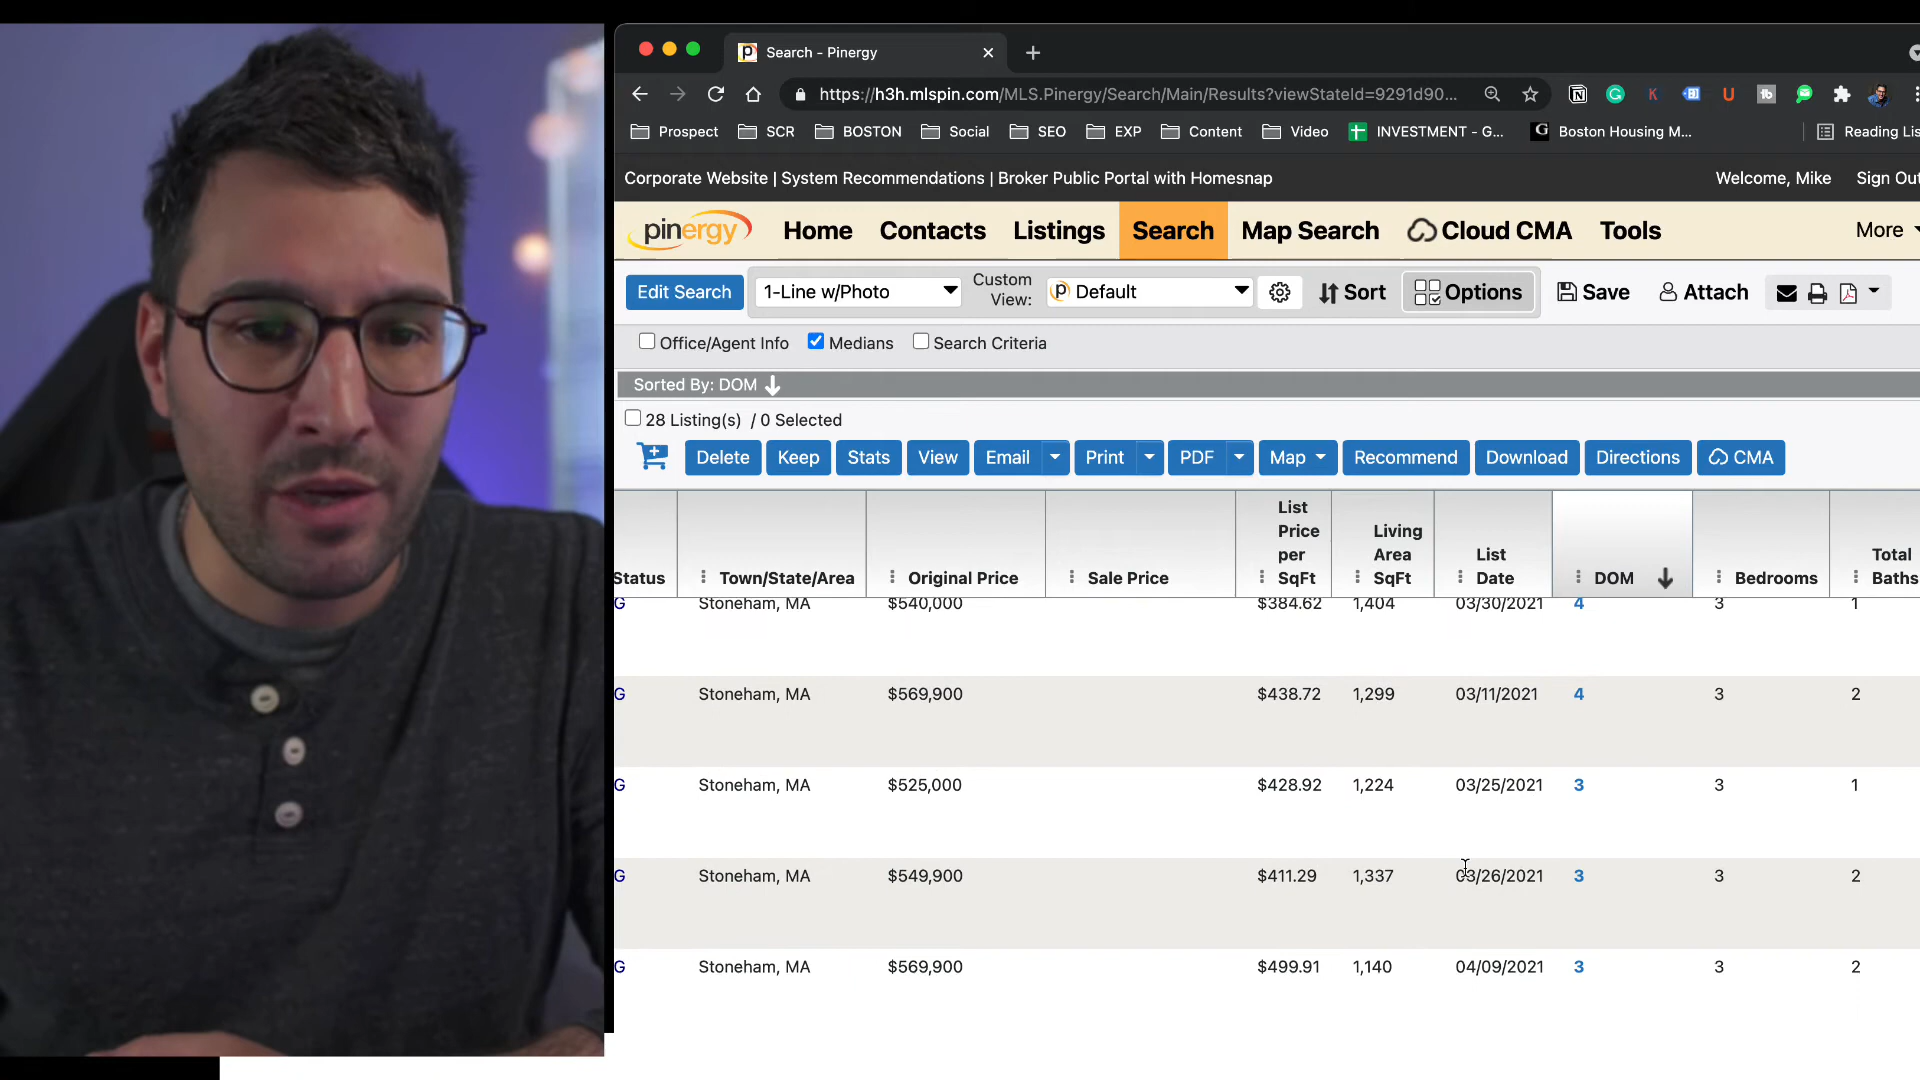 Search - Pinergy
https://h3h.mlspin.com/MLS.Pinergy/Search/Main/Results?viewStateId=9291d90...
Prospect SCR BOSTON Social SEO EXP Content Video INVESTMENT - G... Boston Housing M... Reading Lis
Corporate Website | System Recommendations | Broker Public Portal with Homesnap Welcome, Mike Sign Out
pinergy Home Contacts Listings Search Map Search Cloud CMA Tools More
Edit Search 1-Line w/Photo Custom View: Default Sort Options Save Attach
Office/Agent Info Medians Search Criteria
Sorted By: DOM
28 Listing(s) / 0 Selected
Delete Keep Stats View Email Print PDF Map Recommend Download Directions CMA
Status Town/State/Area Original Price Sale Price List Price per SqFt Living Area SqFt List Date DOM Bedrooms Total Baths
G Stoneham, MA $540,000 $384.62 1,404 03/30/2021 4 3 1
G Stoneham, MA $569,900 $438.72 1,299 03/11/2021 4 3 2
G Stoneham, MA $525,000 $428.92 1,224 03/25/2021 3 3 1
G Stoneham, MA $549,900 $411.29 1,337 03/26/2021 3 3 2
G Stoneham, MA $569,900 $499.91 1,140 04/09/2021 3 3 2